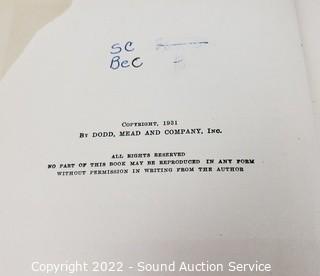 SC
BeC
Copyright, 1931
By DODD, MEAD AND COMPANY, Inc.
ALL RIGHTS RESERVED
NO PART OF THIS BOOK MAY BE REPRODUCED IN ANY FORM
WITHOUT PERMISSION IN WRITING FROM THE AUTHOR
Copyright 2022 - Sound Auction Service